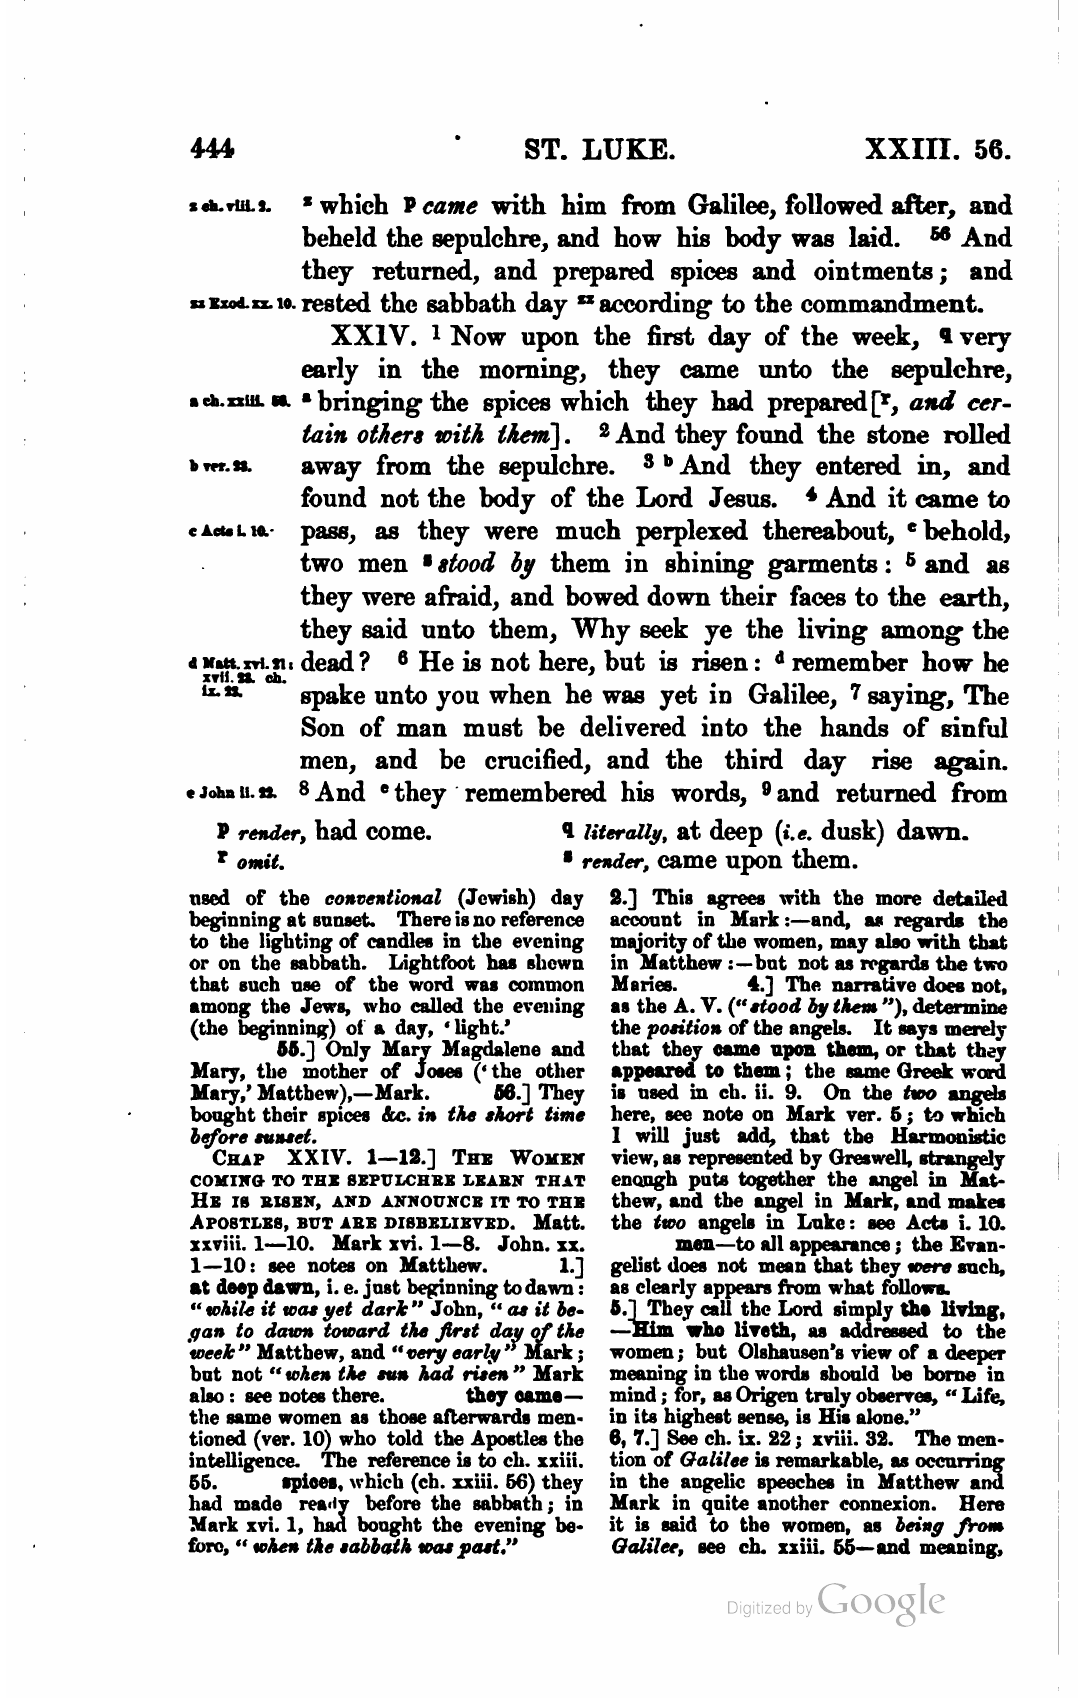 444 ST. LUKE. XXIII. 56.
z ch. viii. 2. z which p came with him from Galilee, followed after, and
beheld the sepulchre, and how his body was laid. 56 And
they returned, and prepared spices and ointments; and
zz Exod. xx. 10. rested the sabbath day zz according to the commandment.
XXIV. 1 Now upon the first day of the week, q very
early in the morning, they came unto the sepulchre,
a ch. xxiii. 56. a bringing the spices which they had prepared[r, and cer-
tain others with them]. 2 And they found the stone rolled
b ver. 23. away from the sepulchre. 3 b And they entered in, and
found not the body of the Lord Jesus. 4 And it came to
c Acts i. 10. pass, as they were much perplexed thereabout, c behold,
two men s stood by them in shining garments: 5 and as
they were afraid, and bowed down their faces to the earth,
they said unto them, Why seek ye the living among the
d Matt. xvi. 21: dead? 6 He is not here, but is risen: d remember how he
xvii. 22. ch.
ix. 22. spake unto you when he was yet in Galilee, 7 saying, The
Son of man must be delivered into the hands of sinful
men, and be crucified, and the third day rise again.
e John ii. 22. 8 And e they remembered his words, 9 and returned from
p render, had come. q literally, at deep (i.e. dusk) dawn.
r omit. s render, came upon them.
used of the conventional (Jewish) day
beginning at sunset. There is no reference
to the lighting of candles in the evening
or on the sabbath. Lightfoot has shewn
that such use of the word was common
among the Jews, who called the evening
(the beginning) of a day, 'light.'
55.] Only Mary Magdalene and
Mary, the mother of Joses ('the other
Mary,' Matthew),—Mark. 56.] They
bought their spices &c. in the short time
before sunset.
CHAP XXIV. 1—12.] THE WOMEN
COMING TO THE SEPULCHRE LEARN THAT
HE IS RISEN, AND ANNOUNCE IT TO THE
APOSTLES, BUT ARE DISBELIEVED. Matt.
xxviii. 1—10. Mark xvi. 1—8. John. xx.
1—10: see notes on Matthew. 1.]
at deep dawn, i. e. just beginning to dawn:
"while it was yet dark" John, "as it be-
gan to dawn toward the first day of the
week" Matthew, and "very early" Mark;
but not "when the sun had risen" Mark
also: see notes there. they came—
the same women as those afterwards men-
tioned (ver. 10) who told the Apostles the
intelligence. The reference is to ch. xxiii.
55. spices, which (ch. xxiii. 56) they
had made ready before the sabbath; in
Mark xvi. 1, had bought the evening be-
fore, "when the sabbath was past."
2.] This agrees with the more detailed
account in Mark:—and, as regards the
majority of the women, may also with that
in Matthew:—but not as regards the two
Maries. 4.] The narrative does not,
as the A. V. ("stood by them"), determine
the position of the angels. It says merely
that they came upon them, or that they
appeared to them; the same Greek word
is used in ch. ii. 9. On the two angels
here, see note on Mark ver. 5; to which
I will just add, that the Harmonistic
view, as represented by Greswell, strangely
enough puts together the angel in Mat-
thew, and the angel in Mark, and makes
the two angels in Luke: see Acts i. 10.
men—to all appearance; the Evan-
gelist does not mean that they were such,
as clearly appears from what follows.
5.] They call the Lord simply the living,
—Him who liveth, as addressed to the
women; but Olshausen's view of a deeper
meaning in the words should be borne in
mind; for, as Origen truly observes, "Life,
in its highest sense, is His alone."
6, 7.] See ch. ix. 22; xviii. 32. The men-
tion of Galilee is remarkable, as occurring
in the angelic speeches in Matthew and
Mark in quite another connexion. Here
it is said to the women, as being from
Galilee, see ch. xxiii. 55—and meaning,
Digitized by Google